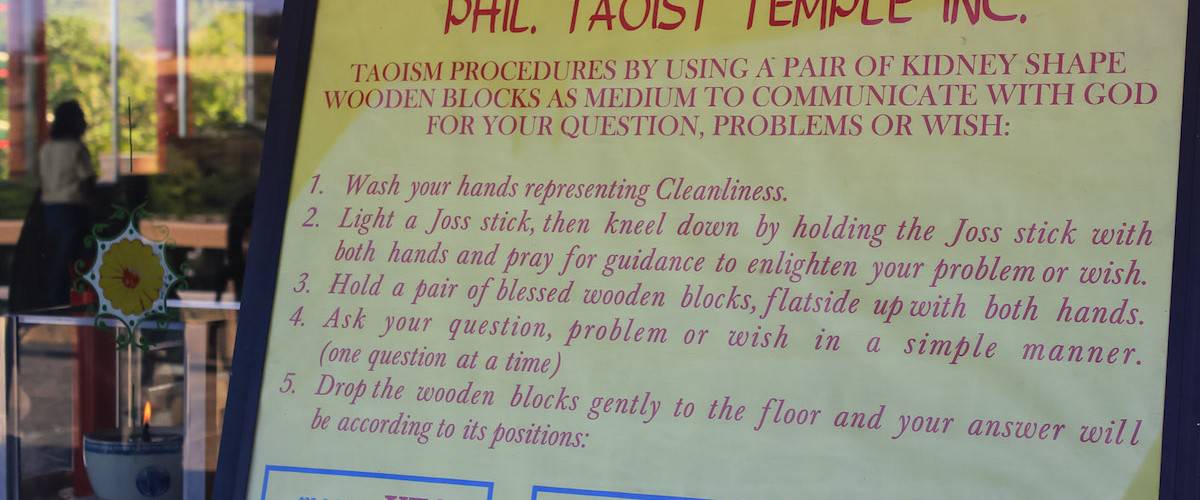 PHIL. TAOIST TEMPLE INC.
TAOISM PROCEDURES BY USING A PAIR OF KIDNEY SHAPE
WOODEN BLOCKS AS MEDIUM TO COMMUNICATE WITH GOD
FOR YOUR QUESTION, PROBLEMS OR WISH:
1. Wash your hands representing Cleanliness.
2. Light a Joss stick, then kneel down by holding the Joss stick with
both hands and pray for guidance to enlighten your problem or wish.
3. Hold a pair of blessed wooden blocks, flatside up with both hands.
4. Ask your question, problem or wish in a simple manner.
(one question at a time)
5. Drop the wooden blocks gently to the floor and your answer will
be according to its positions: